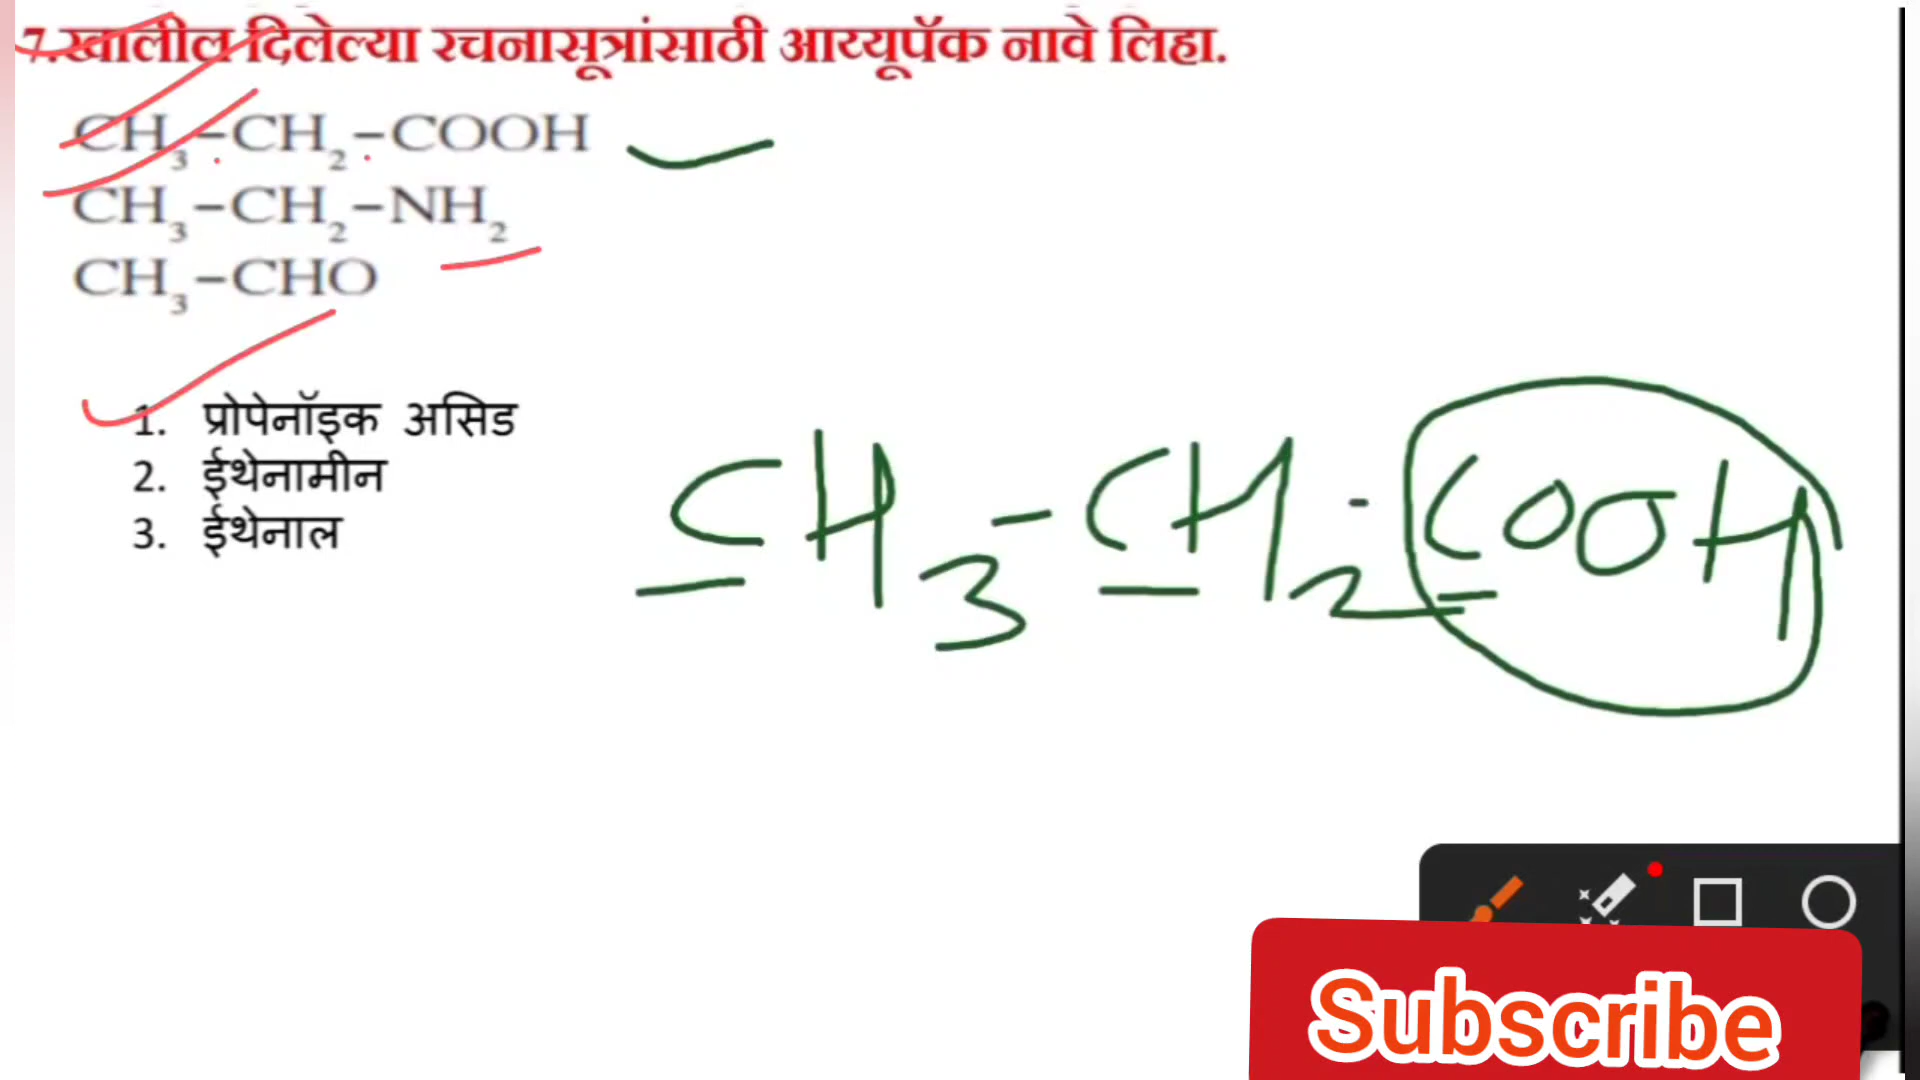 7.खालील दिलेल्या रचनासूत्रांसाठी आय्यूपॅक नावे लिहा.
CH₃–CH₂–COOH
CH₃–CH₂–NH₂
CH₃–CHO
1. प्रोपेनॉइक असिड
2. ईथेनामीन
3. ईथेनाल
CH₃-CH₂-COOH
Subscribe